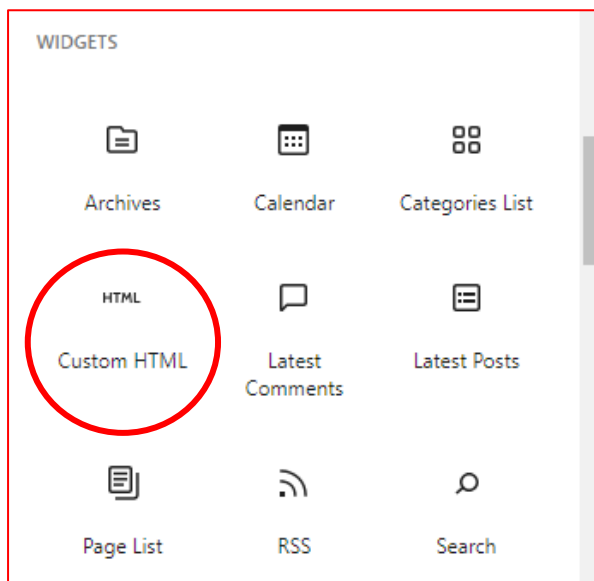 WIDGETS
Archives
Calendar
Categories List
HTML
Custom HTML
Latest
Comments
Latest Posts
Page List
RSS
Search